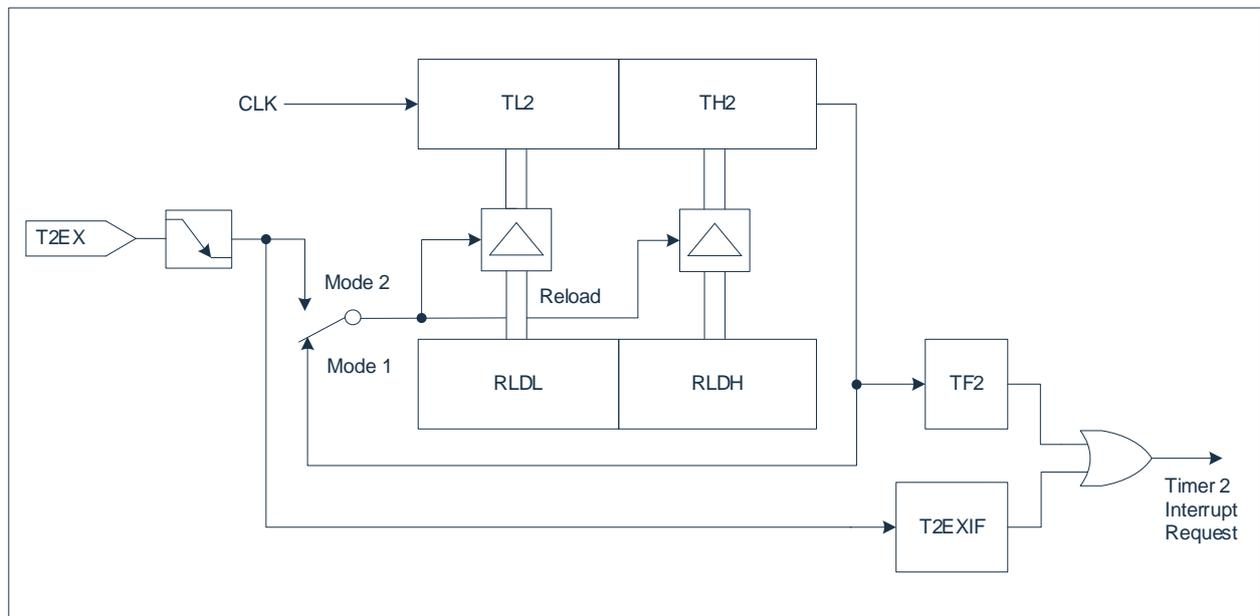 CLK
TL2
TH2
T2EX
Mode 2
Reload
Mode 1
RLDL
RLDH
TF2
T2EXIF
Timer 2
Interrupt
Request